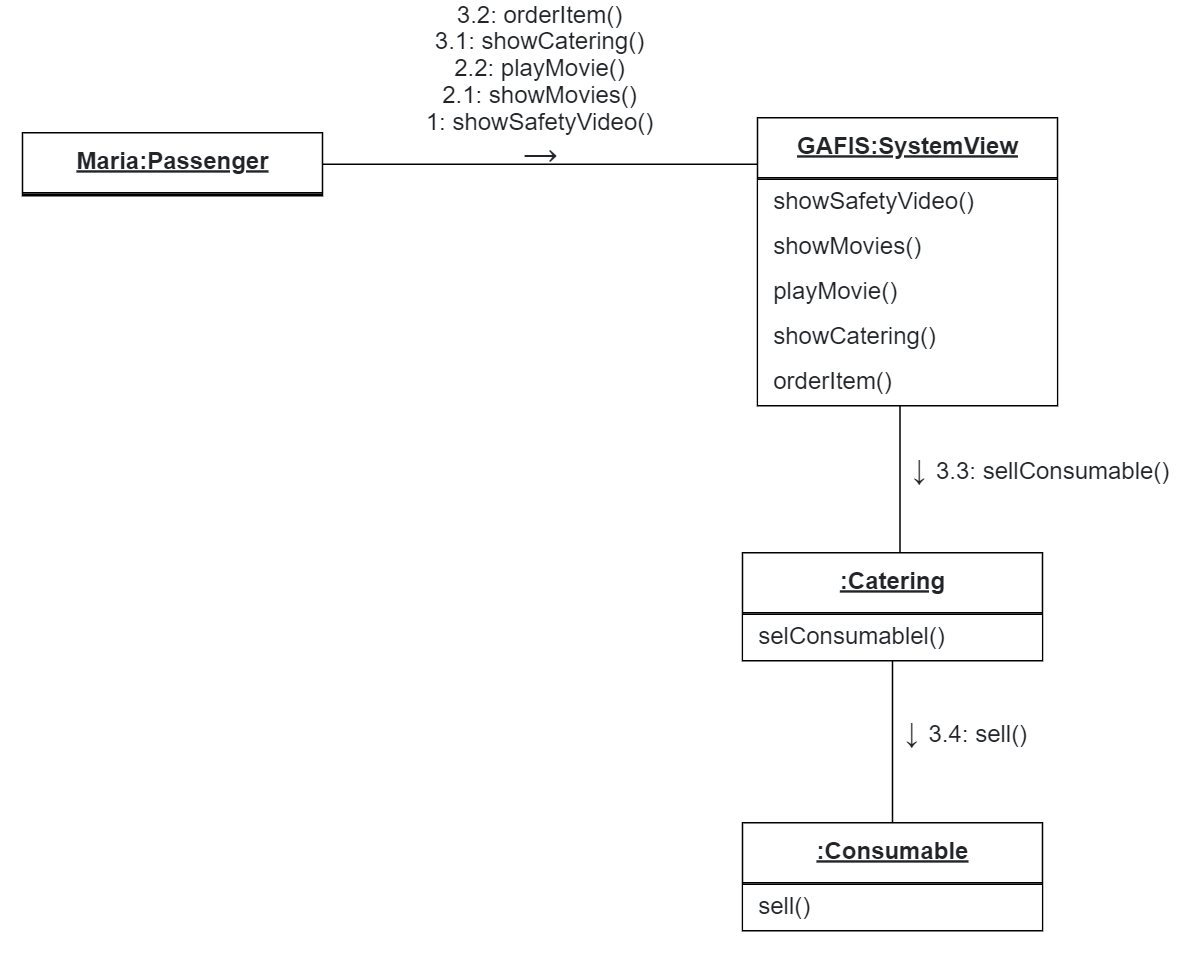 3.2: orderItem()
3.1: showCatering()
2.2: playMovie()
2.1: showMovies()
1: showSafetyVideo()
Maria:Passenger
GAFIS:SystemView
showSafetyVideo()
showMovies()
playMovie()
showCatering()
orderItem()
3.3: sellConsumable()
:Catering
selConsumablel()
3.4: sell()
:Consumable
sell()